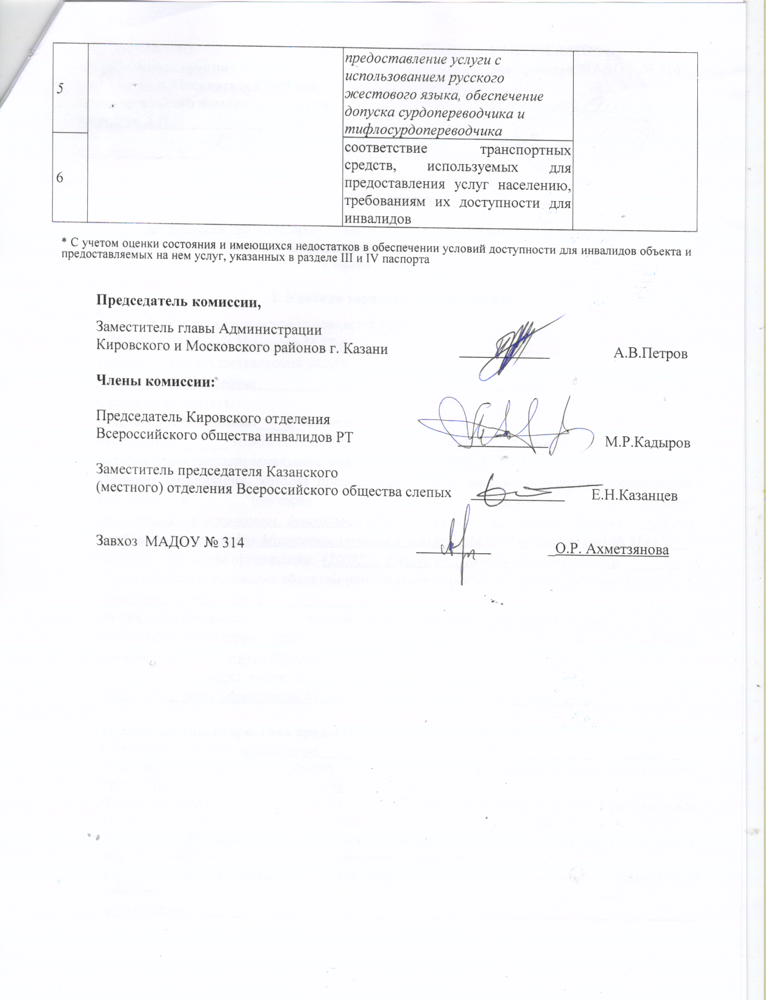 5
предоставление услуги с
использованием русского
жестового языка, обеспечение
допуска сурдопереводчика и
тифлосурдопереводчика
6
соответствие транспортных
средств, используемых для
предоставления услуг населению,
требованиям их доступности для
инвалидов
* С учетом оценки состояния и имеющихся недостатков в обеспечении условий доступности для инвалидов объекта и
предоставляемых на нем услуг, указанных в разделе III и IV паспорта
Председатель комиссии,
Заместитель главы Администрации
Кировского и Московского районов г. Казани А.В.Петров
Члены комиссии:
Председатель Кировского отделения
Всероссийского общества инвалидов РТ М.Р.Кадыров
Заместитель председателя Казанского
(местного) отделения Всероссийского общества слепых Е.Н.Казанцев
Завхоз МАДОУ № 314 О.Р. Ахметзянова